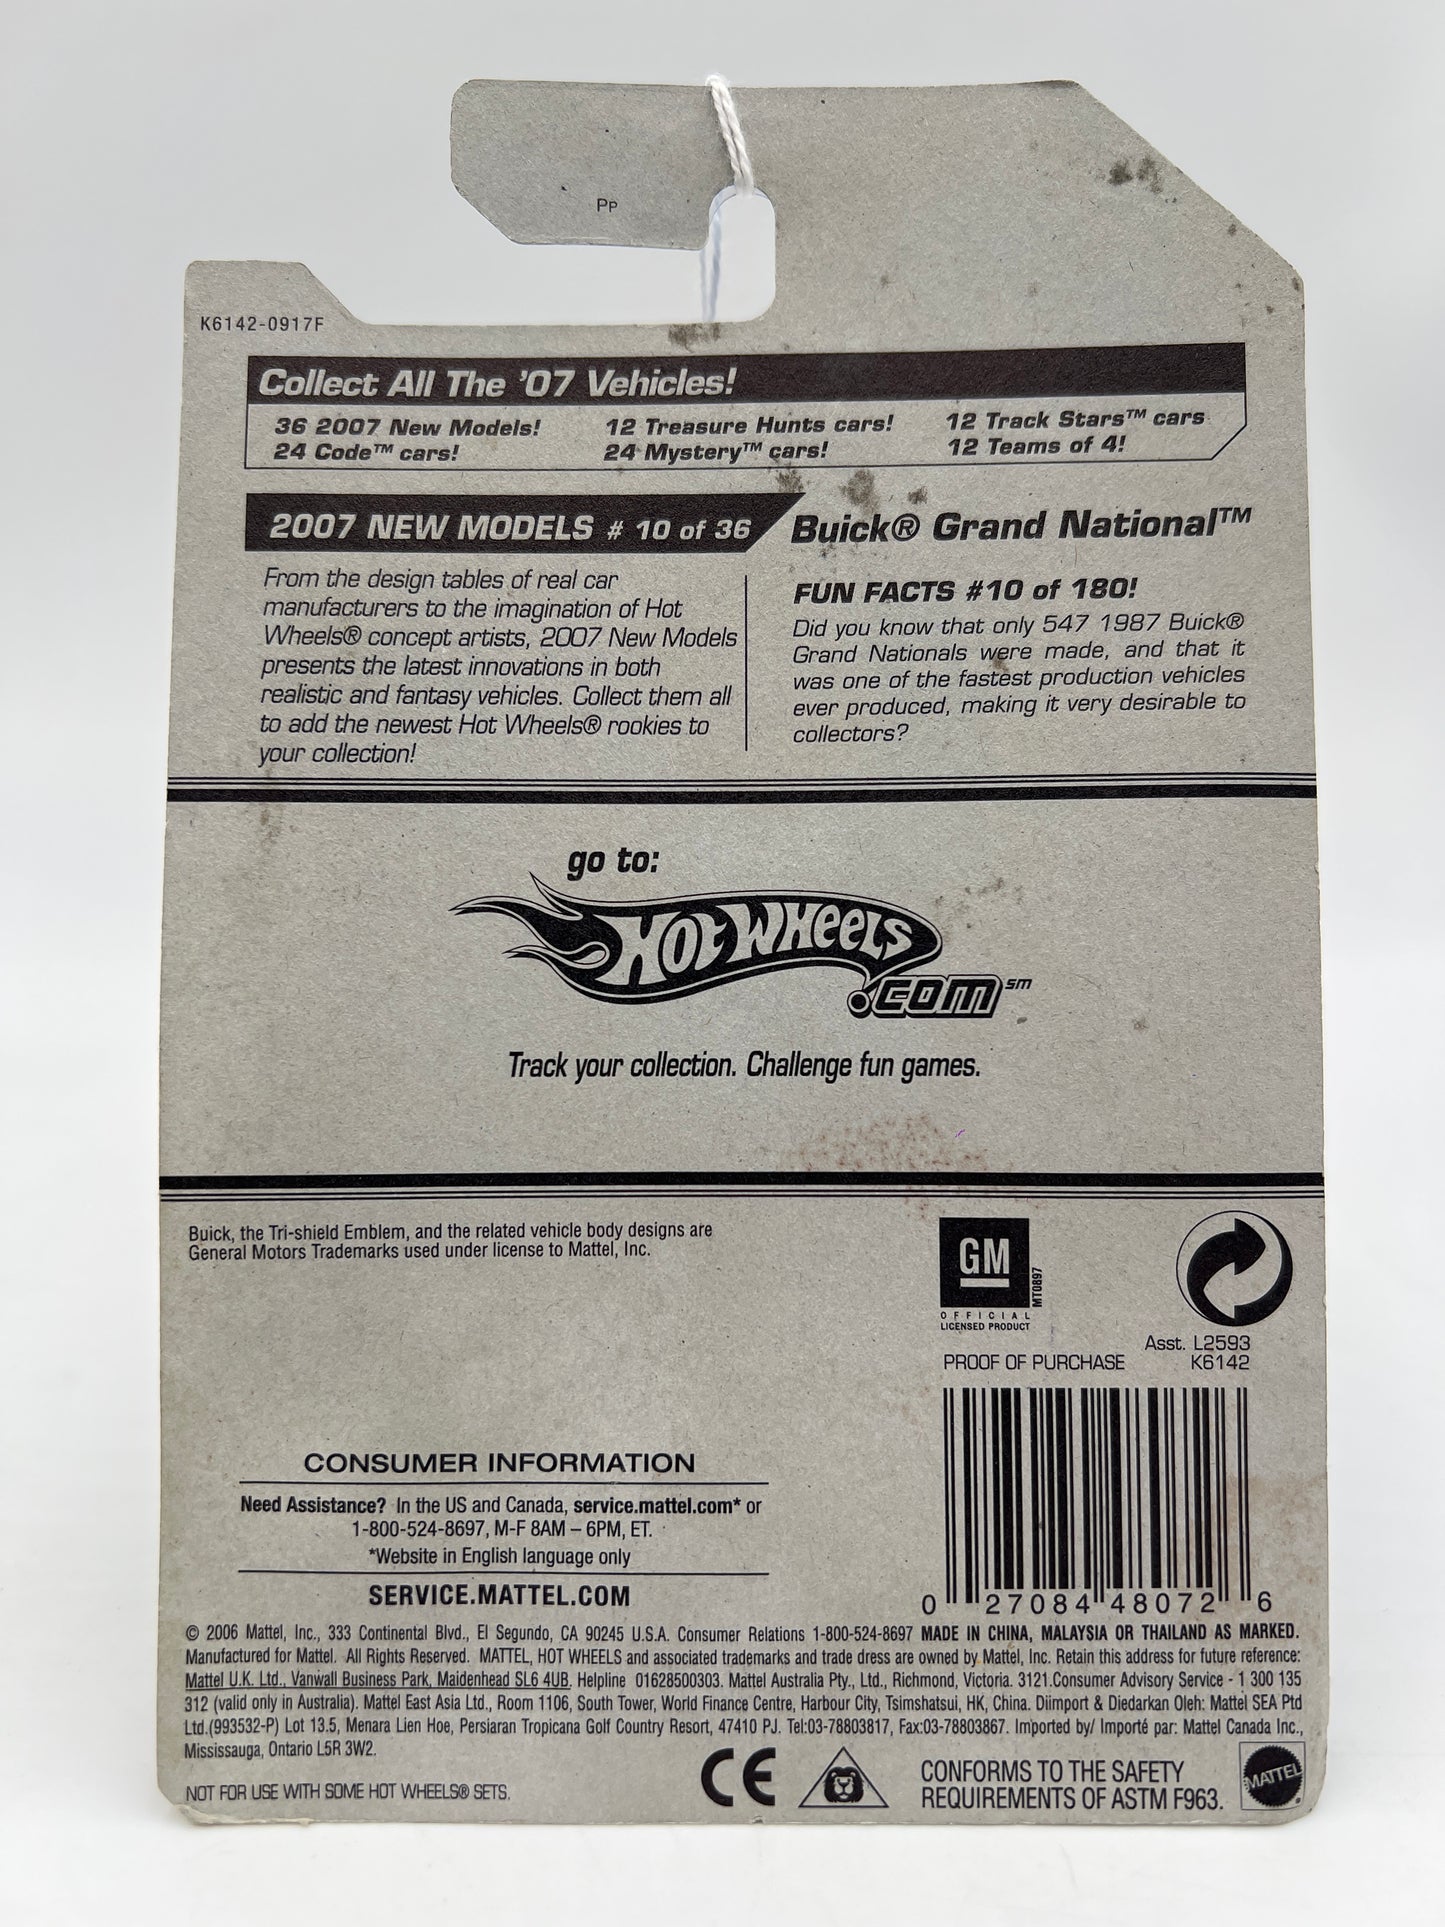 Pp
K6142-0917F
Collect All The '07 Vehicles!
36 2007 New Models! 12 Treasure Hunts cars! 12 Track Stars™ cars
24 Code™ cars! 24 Mystery™ cars! 12 Teams of 4!
2007 NEW MODELS # 10 of 36
Buick® Grand National™
From the design tables of real car
manufacturers to the imagination of Hot
Wheels® concept artists, 2007 New Models
presents the latest innovations in both
realistic and fantasy vehicles. Collect them all
to add the newest Hot Wheels® rookies to
your collection!
FUN FACTS #10 of 180!
Did you know that only 547 1987 Buick®
Grand Nationals were made, and that it
was one of the fastest production vehicles
ever produced, making it very desirable to
collectors?
go to:
HOT WHEELS
.COM℠
Track your collection. Challenge fun games.
Buick, the Tri-shield Emblem, and the related vehicle body designs are
General Motors Trademarks used under license to Mattel, Inc.
GM
MT0897
OFFICIAL
LICENSED PRODUCT
Asst. L2593
PROOF OF PURCHASE K6142
0 27084 48072 6
CONSUMER INFORMATION
Need Assistance? In the US and Canada, service.mattel.com* or
1-800-524-8697, M-F 8AM – 6PM, ET.
*Website in English language only
SERVICE.MATTEL.COM
© 2006 Mattel, Inc., 333 Continental Blvd., El Segundo, CA 90245 U.S.A. Consumer Relations 1-800-524-8697 MADE IN CHINA, MALAYSIA OR THAILAND AS MARKED.
Manufactured for Mattel. All Rights Reserved. MATTEL, HOT WHEELS and associated trademarks and trade dress are owned by Mattel, Inc. Retain this address for future reference:
Mattel U.K. Ltd., Vanwall Business Park, Maidenhead SL6 4UB. Helpline 01628500303. Mattel Australia Pty., Ltd., Richmond, Victoria. 3121.Consumer Advisory Service - 1 300 135
312 (valid only in Australia). Mattel East Asia Ltd., Room 1106, South Tower, World Finance Centre, Harbour City, Tsimshatsui, HK, China. Diimport & Diedarkan Oleh: Mattel SEA Ptd
Ltd.(993532-P) Lot 13.5, Menara Lien Hoe, Persiaran Tropicana Golf Country Resort, 47410 PJ. Tel:03-78803817, Fax:03-78803867. Imported by/ Importé par: Mattel Canada Inc.,
Mississauga, Ontario L5R 3W2.
NOT FOR USE WITH SOME HOT WHEELS® SETS.
CE
CONFORMS TO THE SAFETY
REQUIREMENTS OF ASTM F963.
MATTEL